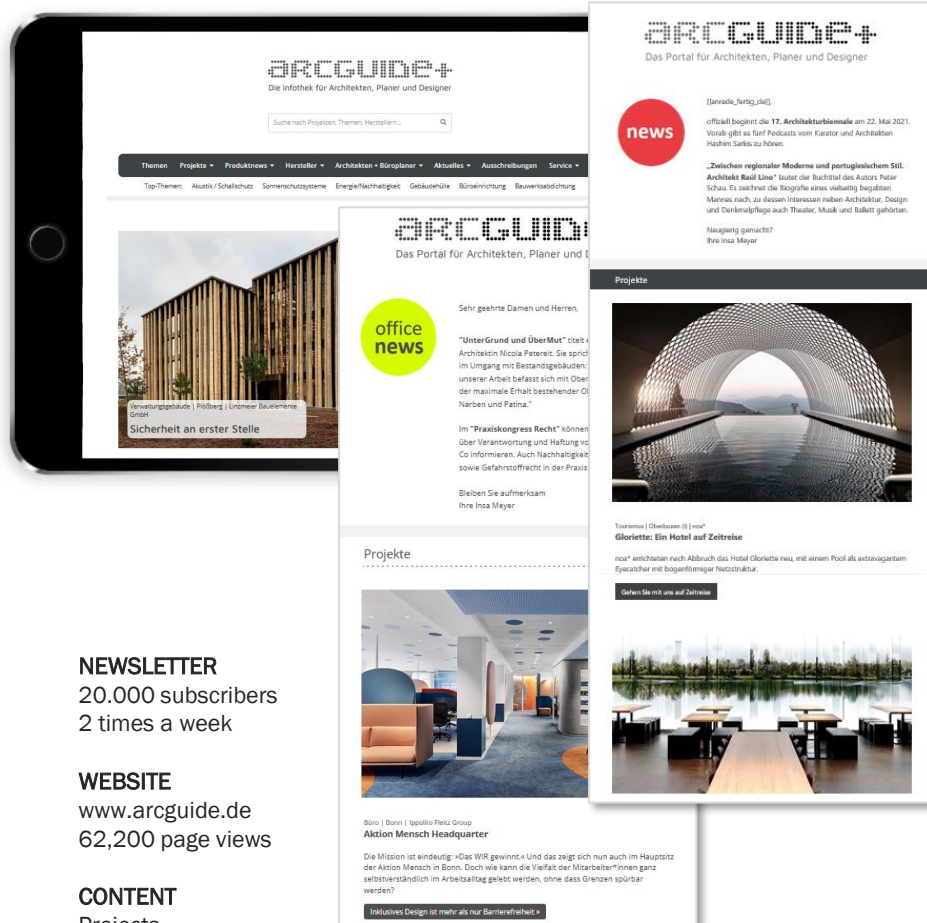 arcguide+
Die Infothek für Architekten, Planer und Designer
Suche nach Projekten, Themen, Herstellern...
Themen Projekte Produktnews Hersteller Architekten + Büroplaner Aktuelles Ausschreibungen Service
Top-Themen: Akustik / Schallschutz Sonnenschutzsysteme Energie/Nachhaltigkeit Gebäudehülle Büroeinrichtung Bauwerksabdichtung
Verwaltungsgebäude | Plößberg | Linzmeier Bauelemente
GmbH
Sicherheit an erster Stelle
arcguide
Das Portal für Architekten, Planer und
office
news
Sehr geehrte Damen und Herren,
"UnterGrund und ÜberMut" titelt
Architektin Nicola Petereit. Sie spricht
im Umgang mit Bestandsgebäuden:
unserer Arbeit befasst sich mit Ober
der maximale Erhalt bestehender
Narben und Patina."
Im "Praxiskongress Recht" können
über Verantwortung und Haftung
Co informieren. Auch Nachhaltigkeit
sowie Gefahrstoffrecht in der Praxis
Bleiben Sie aufmerksam
Ihre Insa Meyer
Projekte
Büro | Bonn | Ippolito Fleitz Group
Aktion Mensch Headquarter
Die Mission ist eindeutig: »Das WIR gewinnt.« Und das zeigt sich nun auch im Hauptsitz
der Aktion Mensch in Bonn. Doch wie kann die Vielfalt der Mitarbeiter*innen ganz
selbstverständlich im Arbeitsalltag gelebt werden, ohne dass Grenzen spürbar
werden?
Inklusives Design ist mehr als nur Barrierefreiheit »
arcguide+
Das Portal für Architekten, Planer und Designer
news
[[anrede_fertig_de]],
offiziell beginnt die 17. Architekturbiennale am 22. Mai 2021.
Vorab gibt es fünf Podcasts vom Kurator und Architekten
Hashim Sarkis zu hören.
„Zwischen regionaler Moderne und portugiesischem Stil.
Architekt Raúl Lino" lautet der Buchtitel des Autors Peter
Schau. Es zeichnet die Biografie eines vielseitig begabten
Mannes nach, zu dessen Interessen neben Architektur, Design
und Denkmalpflege auch Theater, Musik und Ballett gehörten.
Neugierig gemacht?
Ihre Insa Meyer
Projekte
Tourismus | Oberbozen (I) | noa*
Gloriette: Ein Hotel auf Zeitreise
noa* errichteten nach Abbruch das Hotel Gloriette neu, mit einem Pool als extravagantem
Eyecatcher mit bogenförmiger Netzstruktur.
Gehen Sie mit uns auf Zeitreise
NEWSLETTER
20.000 subscribers
2 times a week
WEBSITE
www.arcguide.de
62,200 page views
CONTENT
Projects